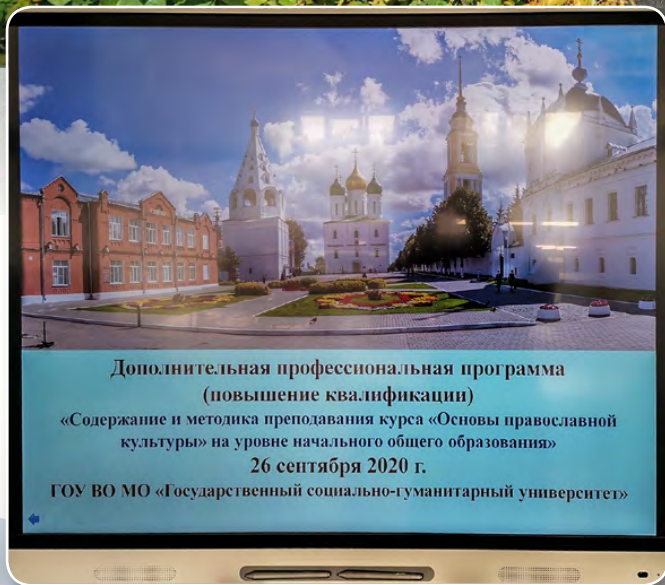 Дополнительная профессиональная программа
(повышение квалификации)
«Содержание и методика преподавания курса «Основы православной
культуры» на уровне начального общего образования»
26 сентября 2020 г.
ГОУ ВО МО «Государственный социально-гуманитарный университет»